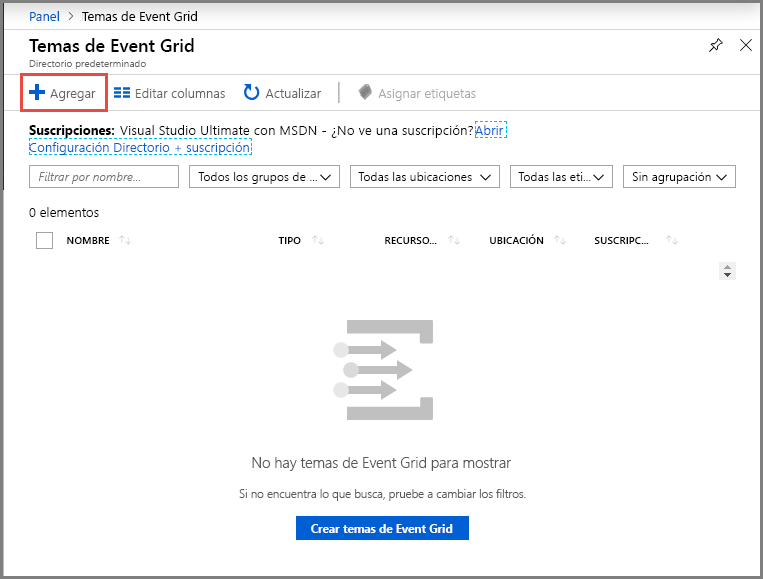 Panel > Temas de Event Grid
Temas de Event Grid
Directorio predeterminado
Agregar Editar columnas Actualizar Asignar etiquetas
Suscripciones: Visual Studio Ultimate con MSDN - ¿No ve una suscripción? Abrir
Configuración Directorio + suscripción
Filtrar por nombre... Todos los grupos de ... Todas las ubicaciones Todas las eti... Sin agrupación
0 elementos
NOMBRE TIPO RECURSO... UBICACIÓN SUSCRIPC...
No hay temas de Event Grid para mostrar
Si no encuentra lo que busca, pruebe a cambiar los filtros.
Crear temas de Event Grid